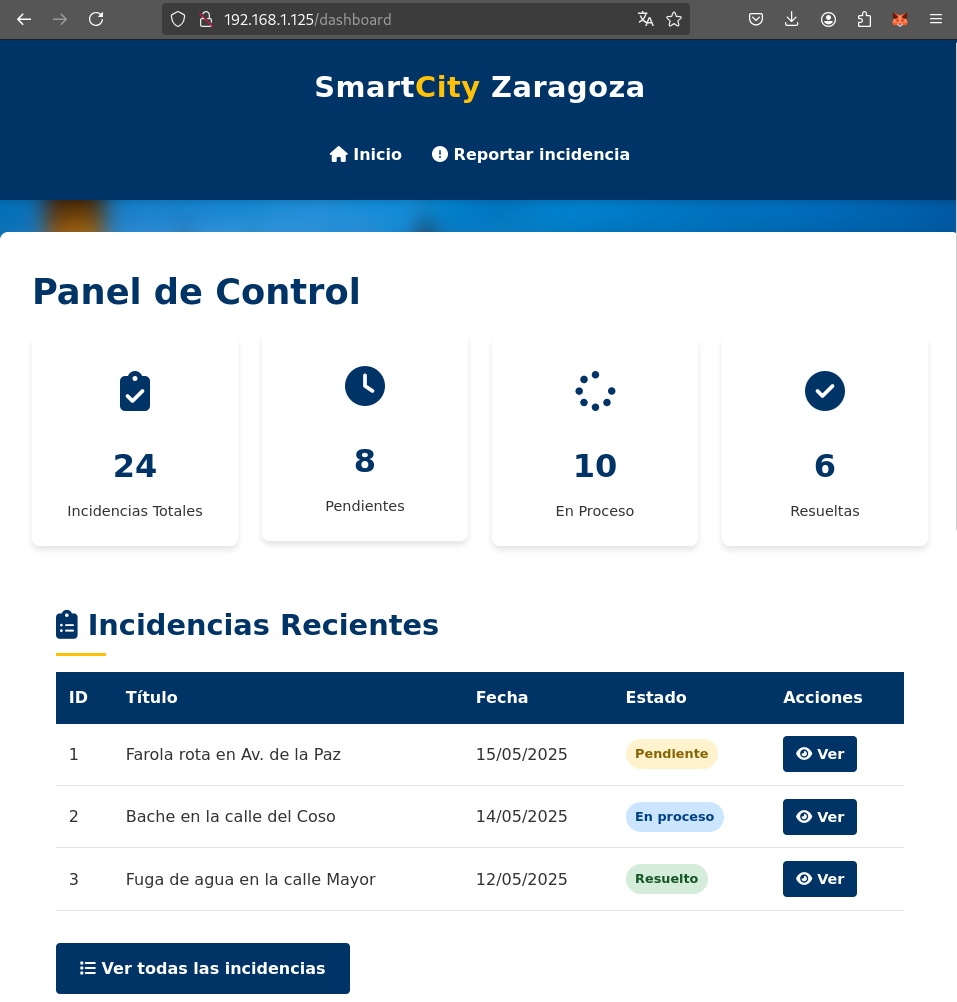 192.168.1.125/dashboard
SmartCity Zaragoza
Inicio Reportar incidencia
Panel de Control
24
Incidencias Totales
8
Pendientes
10
En Proceso
6
Resueltas
Incidencias Recientes
ID Título Fecha Estado Acciones
1 Farola rota en Av. de la Paz 15/05/2025 Pendiente Ver
2 Bache en la calle del Coso 14/05/2025 En proceso Ver
3 Fuga de agua en la calle Mayor 12/05/2025 Resuelto Ver
Ver todas las incidencias